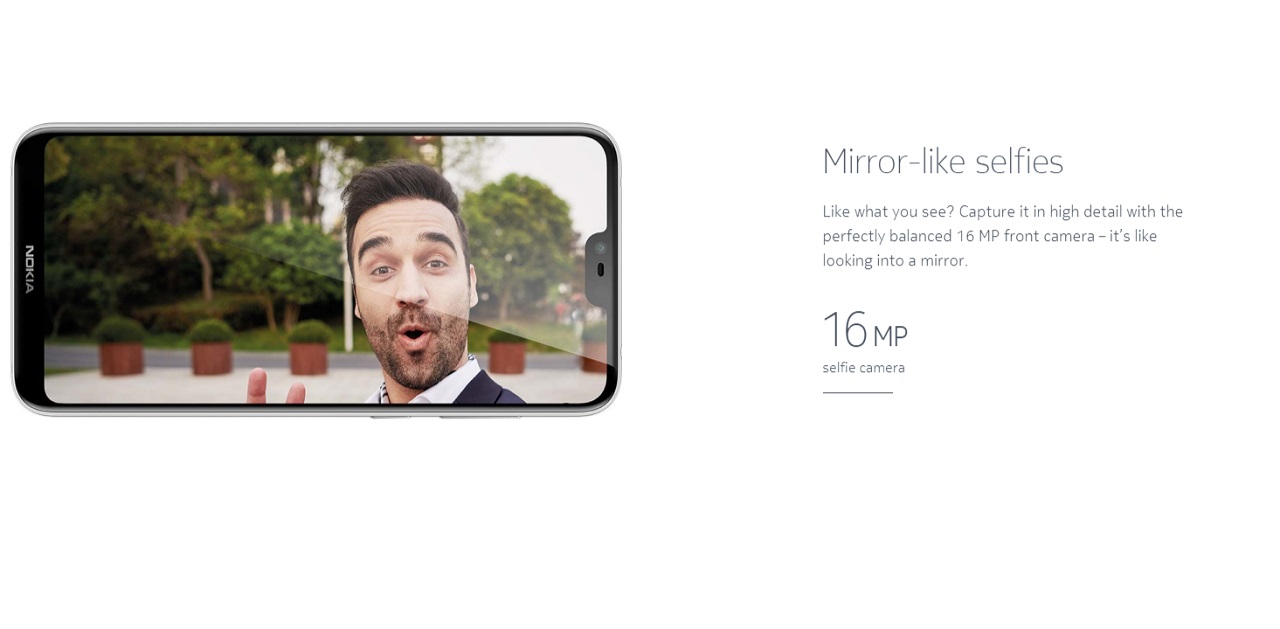 NOKIA
Mirror-like selfies
Like what you see? Capture it in high detail with the
perfectly balanced 16 MP front camera – it's like
looking into a mirror.
16 MP
selfie camera